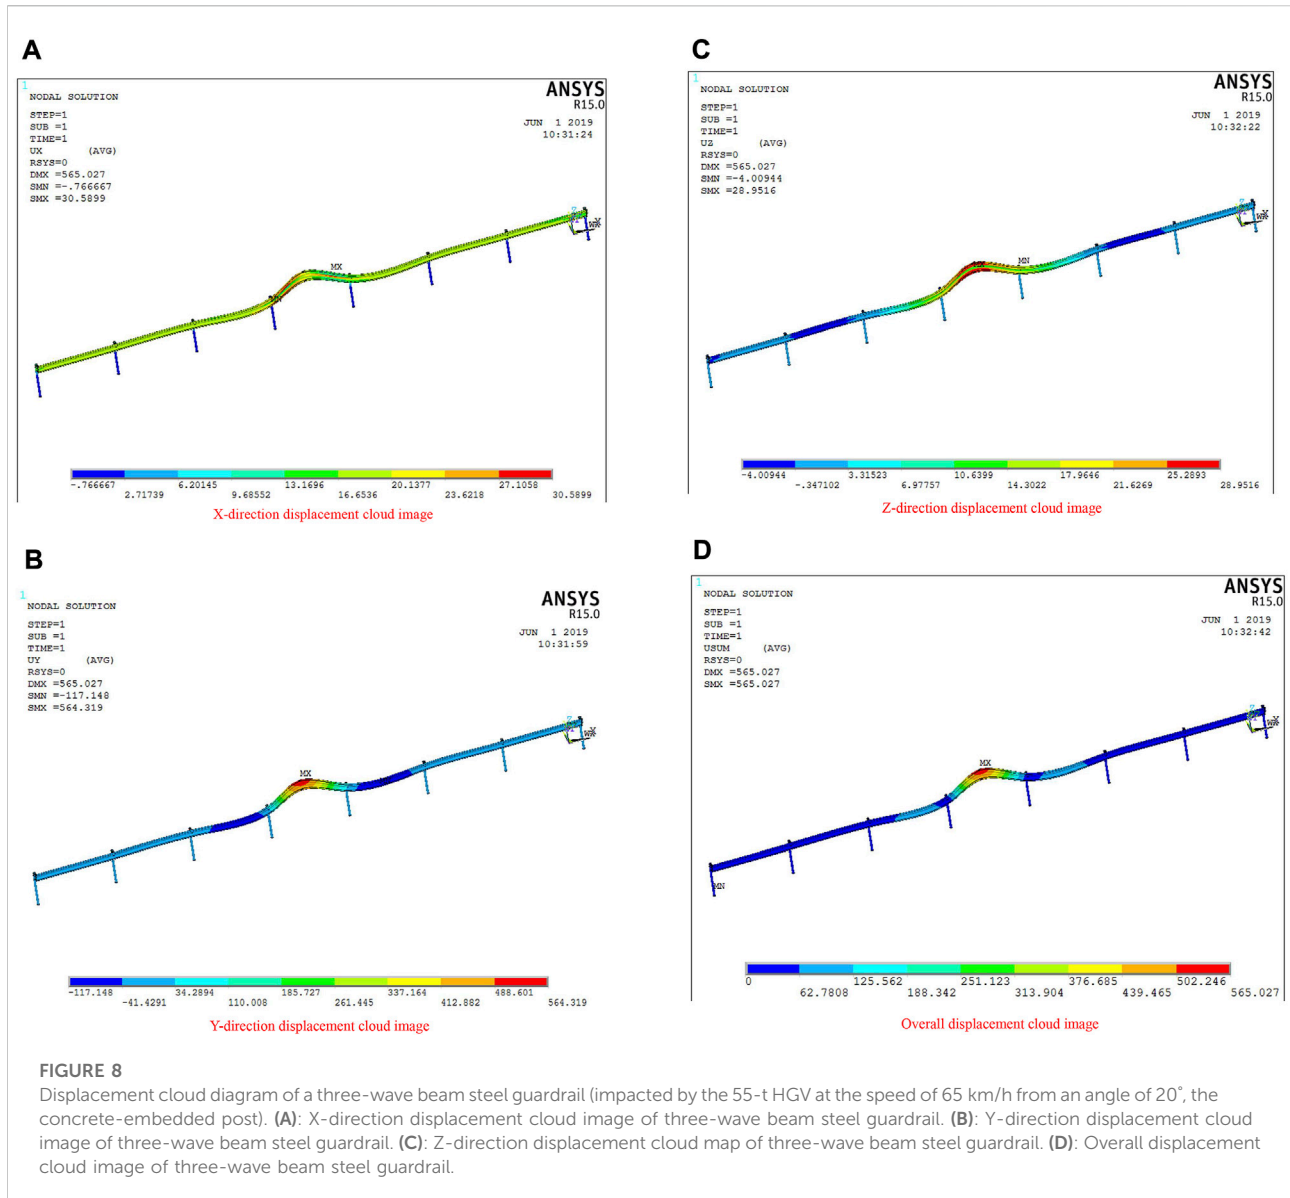 A
1
NODAL SOLUTION
STEP=1
SUB =1
TIME=1
UX (AVG)
RSYS=0
DMX =565.027
SMN =-.766667
SMX =30.5899
ANSYS
R15.0
JUN 1 2019
10:31:24
MX
-.766667 2.71739 6.20145 9.68552 13.1696 16.6536 20.1377 23.6218 27.1058 30.5899
X-direction displacement cloud image
B
1
NODAL SOLUTION
STEP=1
SUB =1
TIME=1
UY (AVG)
RSYS=0
DMX =565.027
SMN =-117.148
SMX =564.319
ANSYS
R15.0
JUN 1 2019
10:31:59
MX
-117.148 -41.4291 34.2894 110.008 185.727 261.445 337.164 412.882 488.601 564.319
Y-direction displacement cloud image
C
1
NODAL SOLUTION
STEP=1
SUB =1
TIME=1
UZ (AVG)
RSYS=0
DMX =565.027
SMN =-4.00944
SMX =28.9516
ANSYS
R15.0
JUN 1 2019
10:32:22
MX
MN
-4.00944 -.347102 3.31523 6.97757 10.6399 14.3022 17.9646 21.6269 25.2893 28.9516
Z-direction displacement cloud image
D
1
NODAL SOLUTION
STEP=1
SUB =1
TIME=1
USUM (AVG)
RSYS=0
DMX =565.027
SMX =565.027
ANSYS
R15.0
JUN 1 2019
10:32:42
MX
MN
0 62.7808 125.562 188.342 251.123 313.904 376.685 439.465 502.246 565.027
Overall displacement cloud image
FIGURE 8
Displacement cloud diagram of a three-wave beam steel guardrail (impacted by the 55-t HGV at the speed of 65 km/h from an angle of 20°, the
concrete-embedded post). (A): X-direction displacement cloud image of three-wave beam steel guardrail. (B): Y-direction displacement cloud
image of three-wave beam steel guardrail. (C): Z-direction displacement cloud map of three-wave beam steel guardrail. (D): Overall displacement
cloud image of three-wave beam steel guardrail.